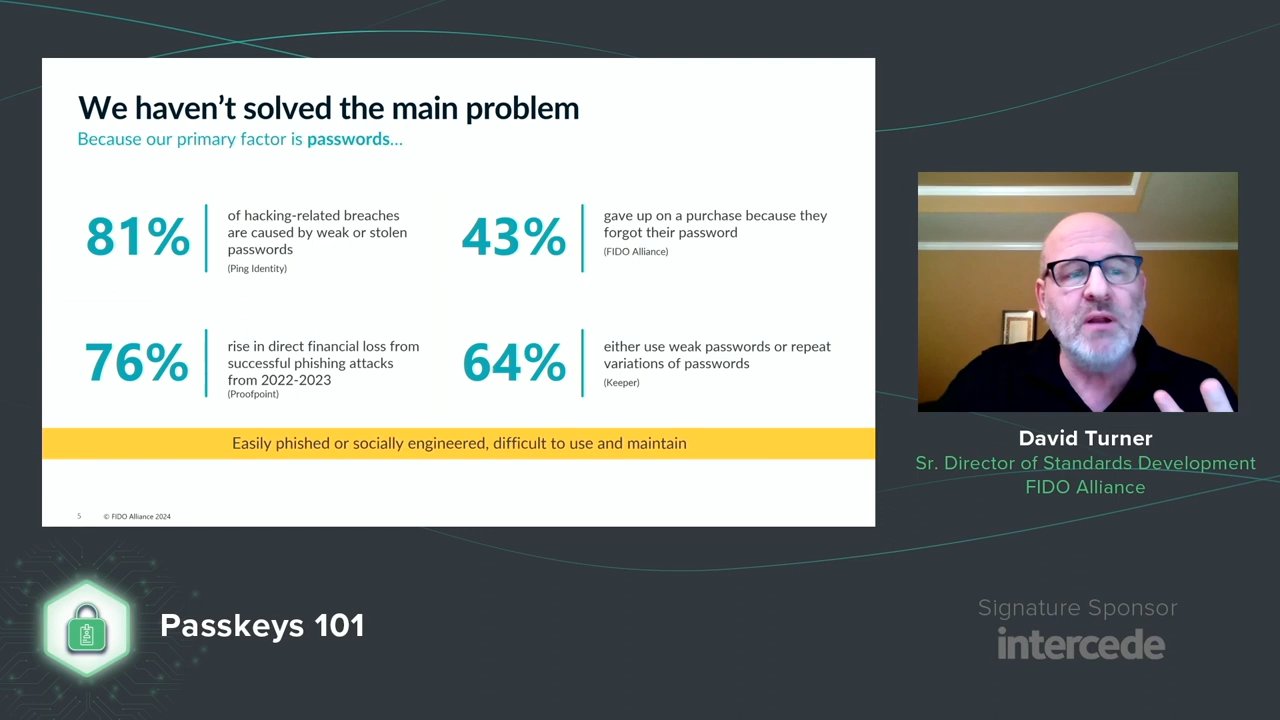 We haven't solved the main problem
Because our primary factor is passwords...
81%
of hacking-related breaches
are caused by weak or stolen
passwords
(Ping Identity)
43%
gave up on a purchase because they
forgot their password
(FIDO Alliance)
76%
rise in direct financial loss from
successful phishing attacks
from 2022-2023
(Proofpoint)
64%
either use weak passwords or repeat
variations of passwords
(Keeper)
Easily phished or socially engineered, difficult to use and maintain
5 © FIDO Alliance 2024
David Turner
Sr. Director of Standards Development
FIDO Alliance
Passkeys 101
Signature Sponsor
intercede